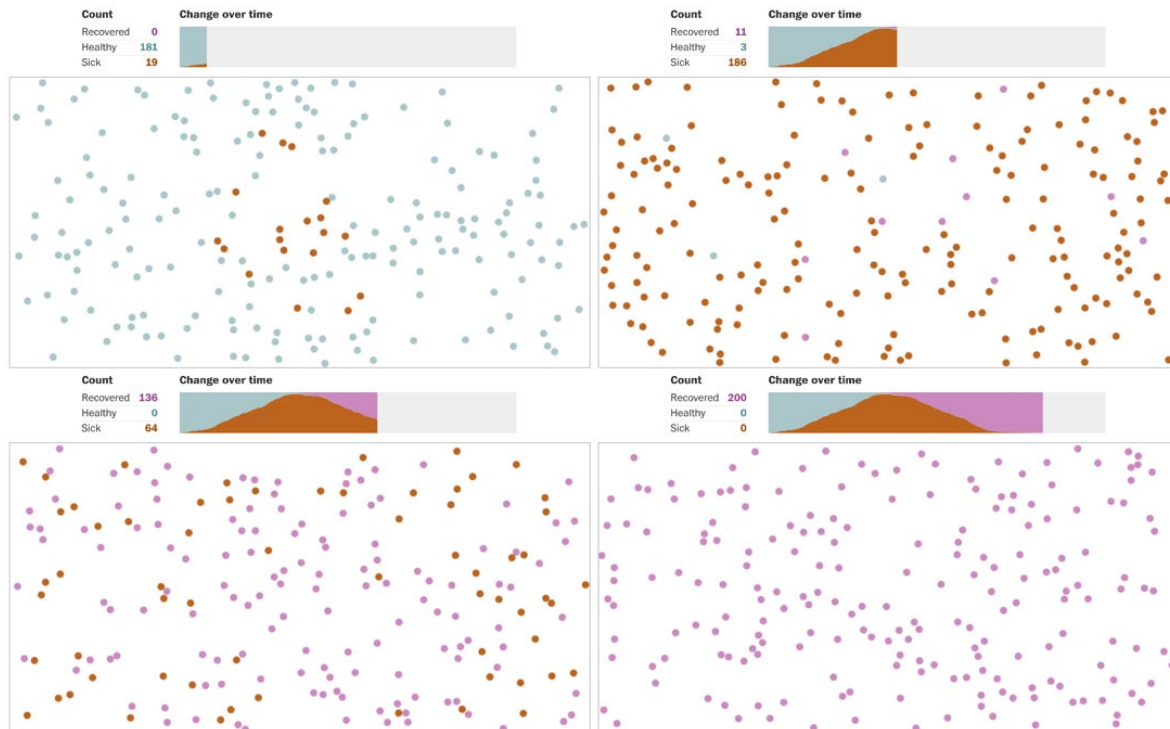 Count
Recovered 0
Healthy 181
Sick 19
Change over time
Count
Recovered 11
Healthy 3
Sick 186
Change over time
Count
Recovered 136
Healthy 0
Sick 64
Change over time
Count
Recovered 200
Healthy 0
Sick 0
Change over time